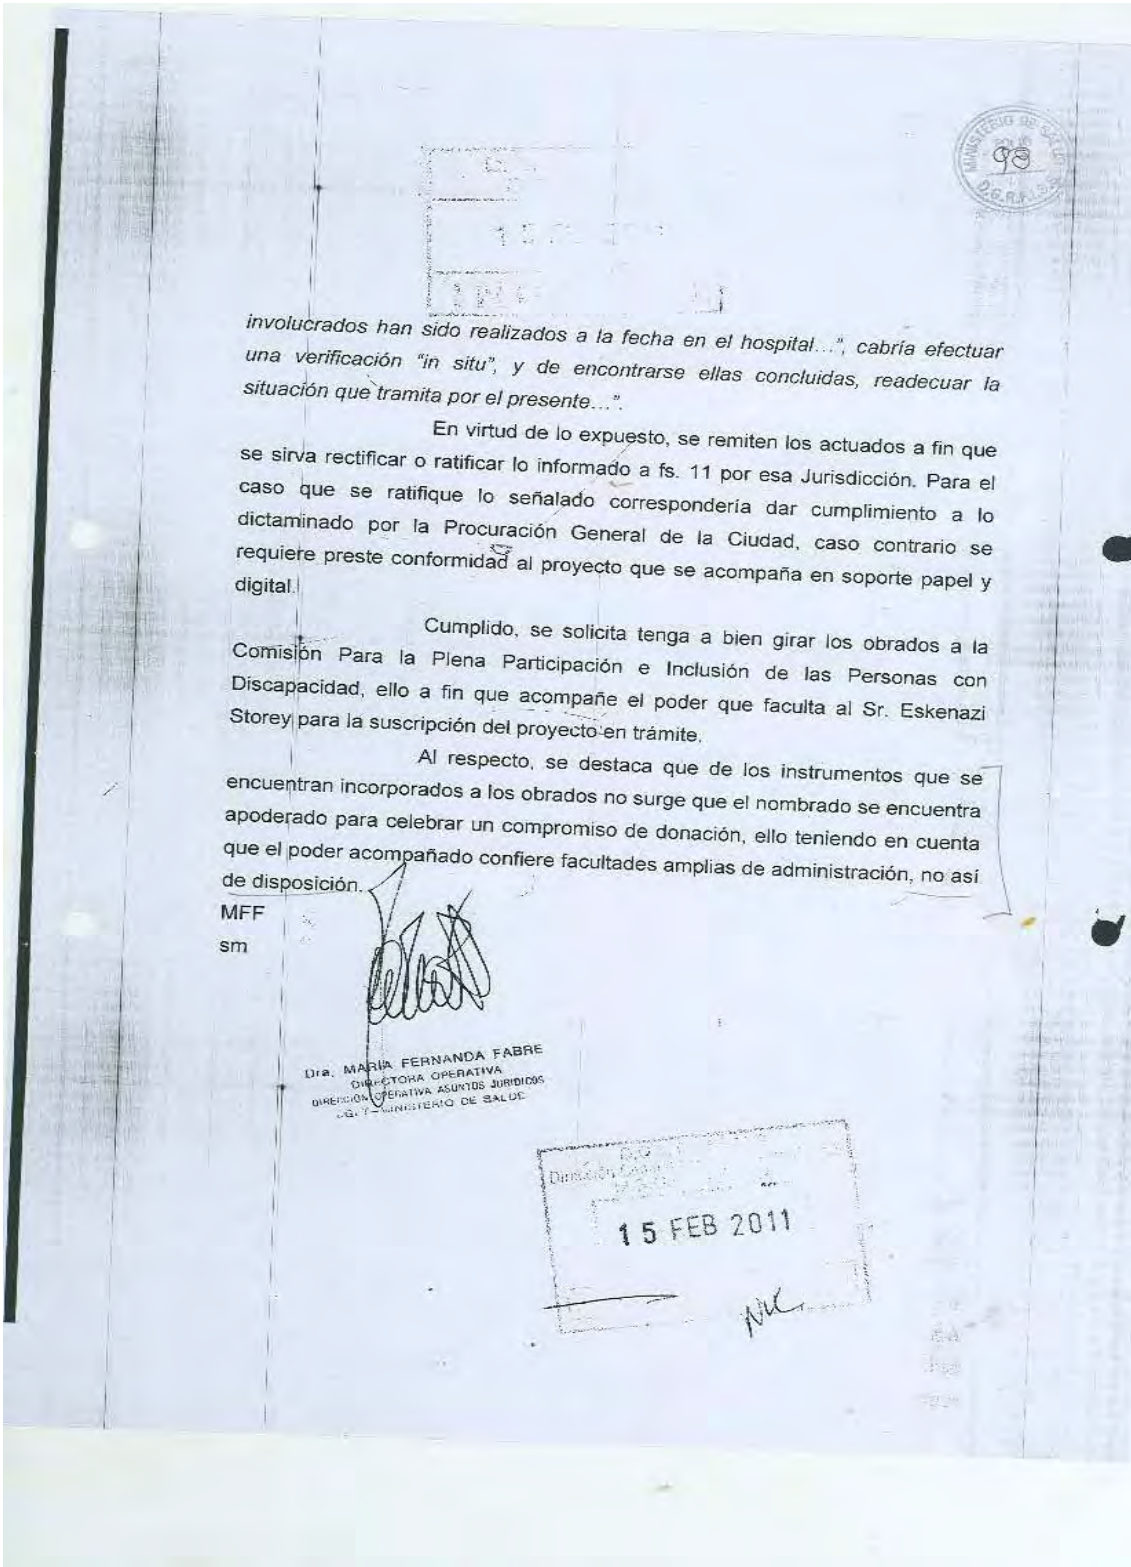 MINISTERIO DE SALUD
98
involucrados han sido realizados a la fecha en el hospital...", cabría efectuar
una verificación "in situ", y de encontrarse ellas concluidas, readecuar la
situación que tramita por el presente...".
En virtud de lo expuesto, se remiten los actuados a fin que
se sirva rectificar o ratificar lo informado a fs. 11 por esa Jurisdicción. Para el
caso que se ratifique lo señalado correspondería dar cumplimiento a lo
dictaminado por la Procuración General de la Ciudad, caso contrario se
requiere preste conformidad al proyecto que se acompaña en soporte papel y
digital.
Cumplido, se solicita tenga a bien girar los obrados a la
Comisión Para la Plena Participación e Inclusión de las Personas con
Discapacidad, ello a fin que acompañe el poder que faculta al Sr. Eskenazi
Storey para la suscripción del proyecto en trámite.
Al respecto, se destaca que de los instrumentos que se
encuentran incorporados a los obrados no surge que el nombrado se encuentra
apoderado para celebrar un compromiso de donación, ello teniendo en cuenta
que el poder acompañado confiere facultades amplias de administración, no así
de disposición.
MFF
sm
Dra. MARÍA FERNANDA FABRE
DIRECTORA OPERATIVA
DIRECCIÓN OPERATIVA ASUNTOS JURIDICOS
MINISTERIO DE SALUD
Dirección
15 FEB 2011